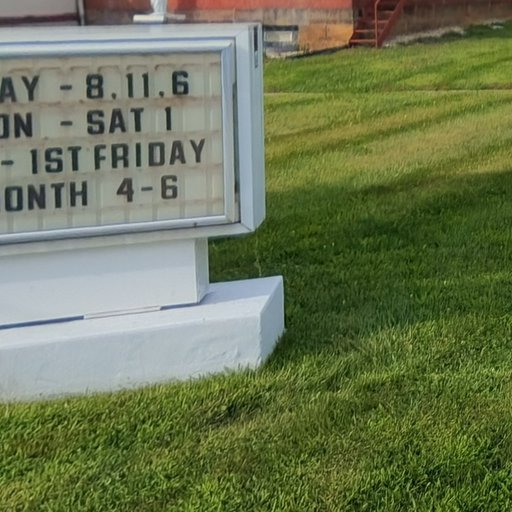 AY - 8.11.6
ON - SAT 1
- 1ST FRIDAY
ONTH 4-6